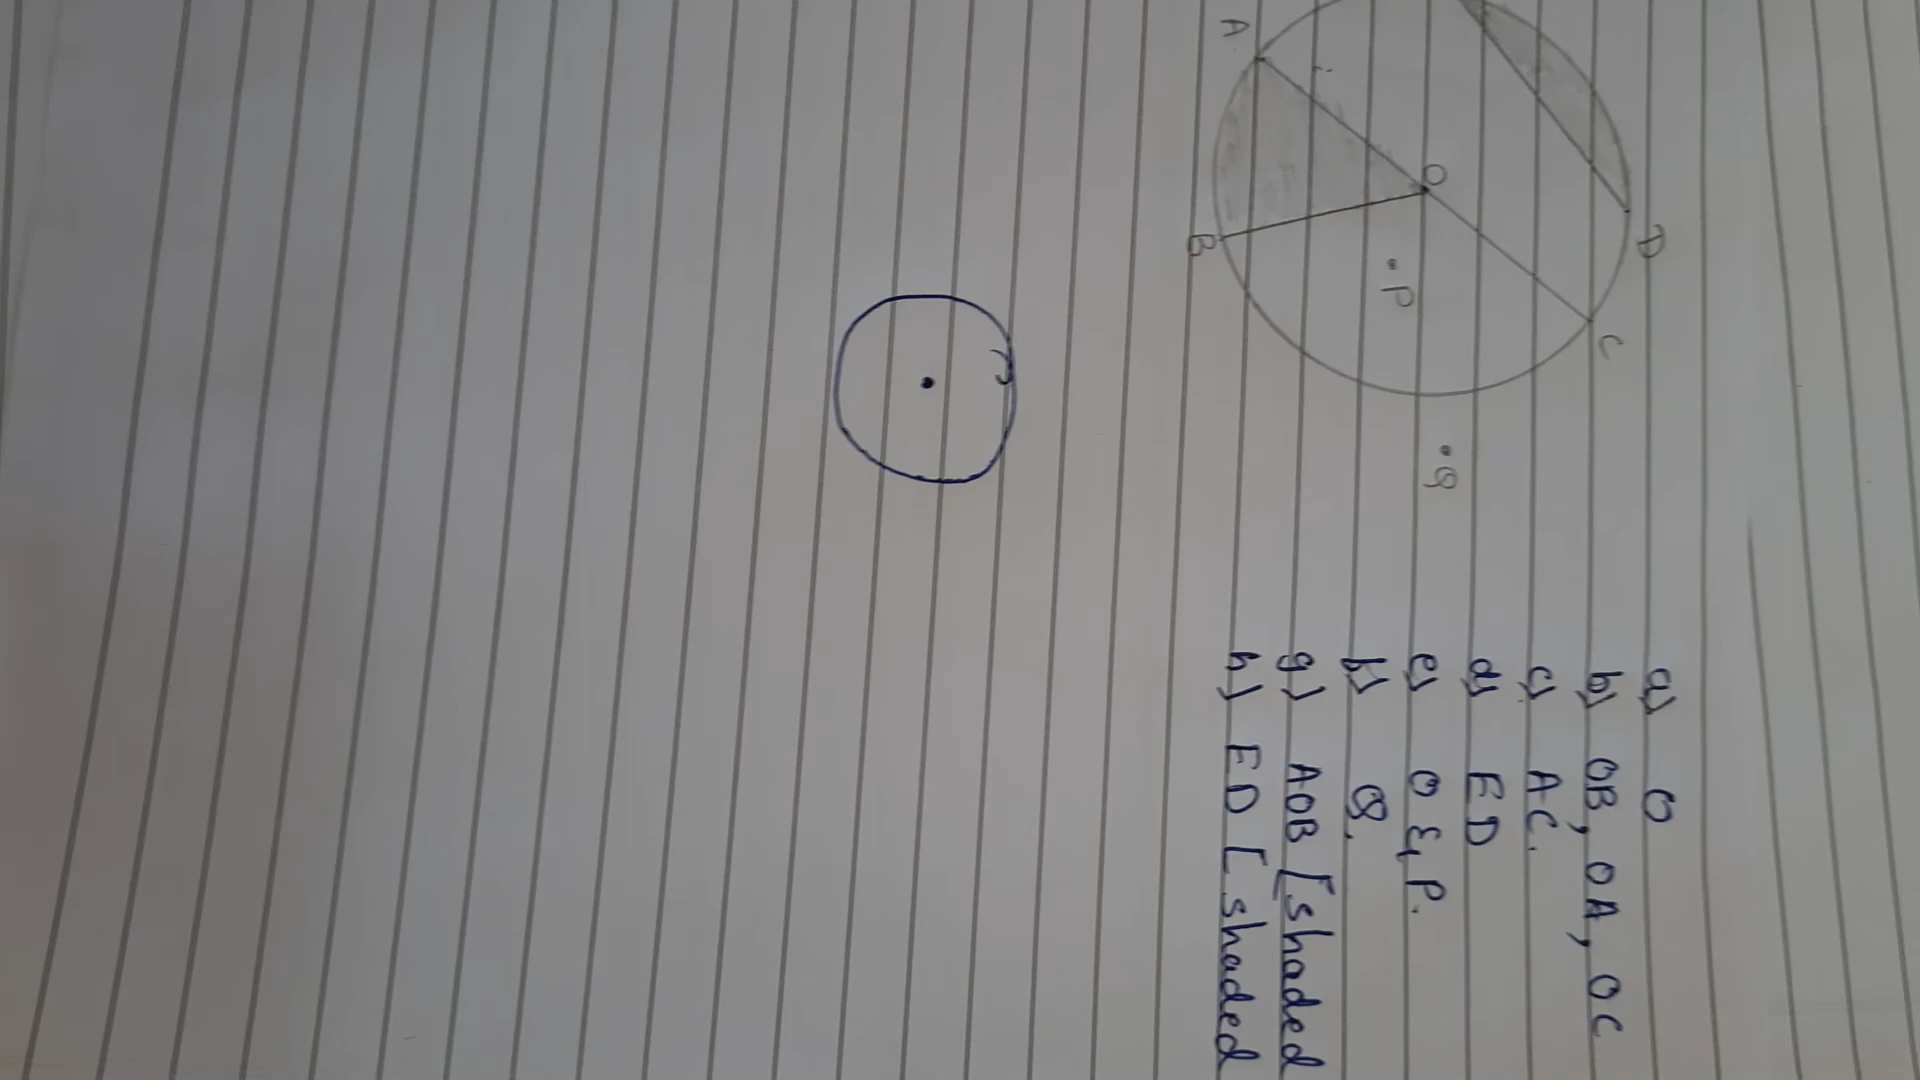 A
O
B
P
D
C
Q
a) O
b) OB, OA, OC
c) AC.
d) ED
e) O & P.
f) Q.
g) AOB [shaded
h) ED [shaded